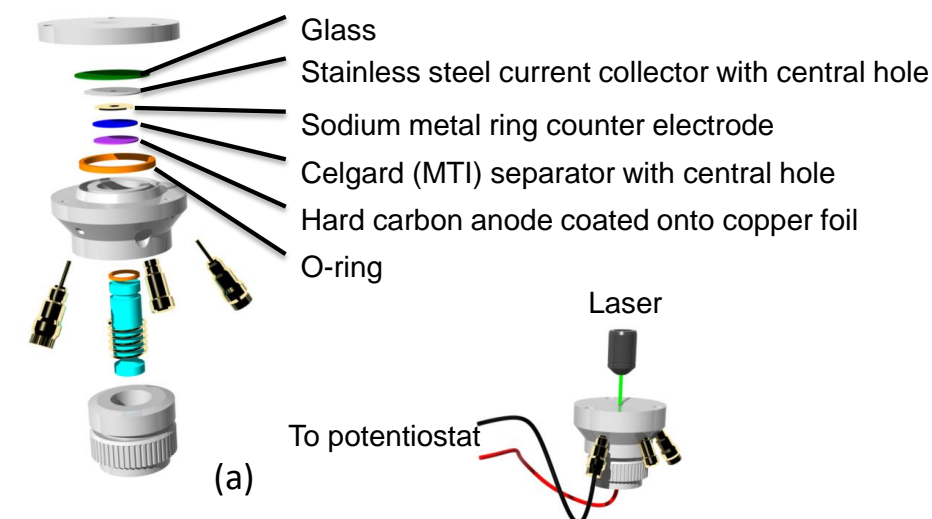 Glass
Stainless steel current collector with central hole
Sodium metal ring counter electrode
Celgard (MTI) separator with central hole
Hard carbon anode coated onto copper foil
O-ring
Laser
To potentiostat
(a)